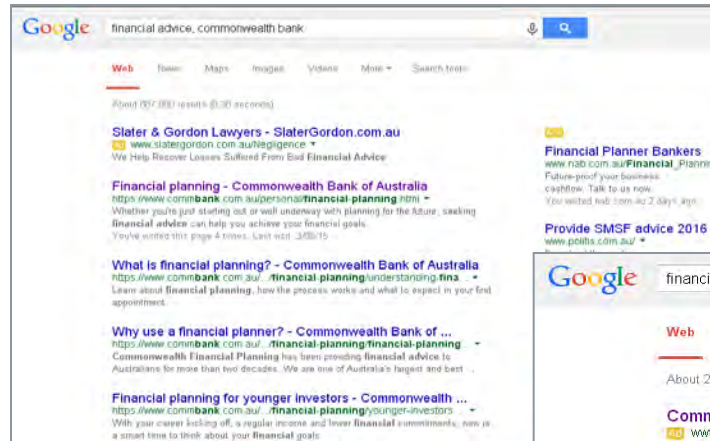 Google
financial advice, commonwealth bank
Web News Maps Images Videos More Search tools
About 687,000 results (0.36 seconds)
Slater & Gordon Lawyers - SlaterGordon.com.au
Ad www.slatergordon.com.au/Negligence
We Help Recover Losses Suffered From Bad Financial Advice
Financial planning - Commonwealth Bank of Australia
https://www.commbank.com.au/personal/financial-planning.html
Whether you're just starting out or well underway with planning for the future, seeking
financial advice can help you achieve your financial goals.
You've visited this page 4 times. Last visit: 3/08/15
What is financial planning? - Commonwealth Bank of Australia
https://www.commbank.com.au/.../financial-planning/understanding-fina...
Learn about financial planning, how the process works and what to expect in your first
appointment.
Why use a financial planner? - Commonwealth Bank of ...
https://www.commbank.com.au/.../financial-planning/financial-planning...
Commonwealth Financial Planning has been providing financial advice to
Australians for more than two decades. We are one of Australia's largest and best ...
Financial planning for younger investors - Commonwealth ...
https://www.commbank.com.au/.../financial-planning/younger-investors...
With your career kicking off, a regular income and fewer financial commitments, now is
a smart time to think about your financial goals.
Ads
Financial Planner Bankers
www.nab.com.au/Financial_Planni
Future-proof your business
cashflow. Talk to us now.
You visited nab.com.au 2 days ago
Provide SMSF advice 2016
www.politis.com.au/
Google
financi
Web
About 2
Comm
Ad www